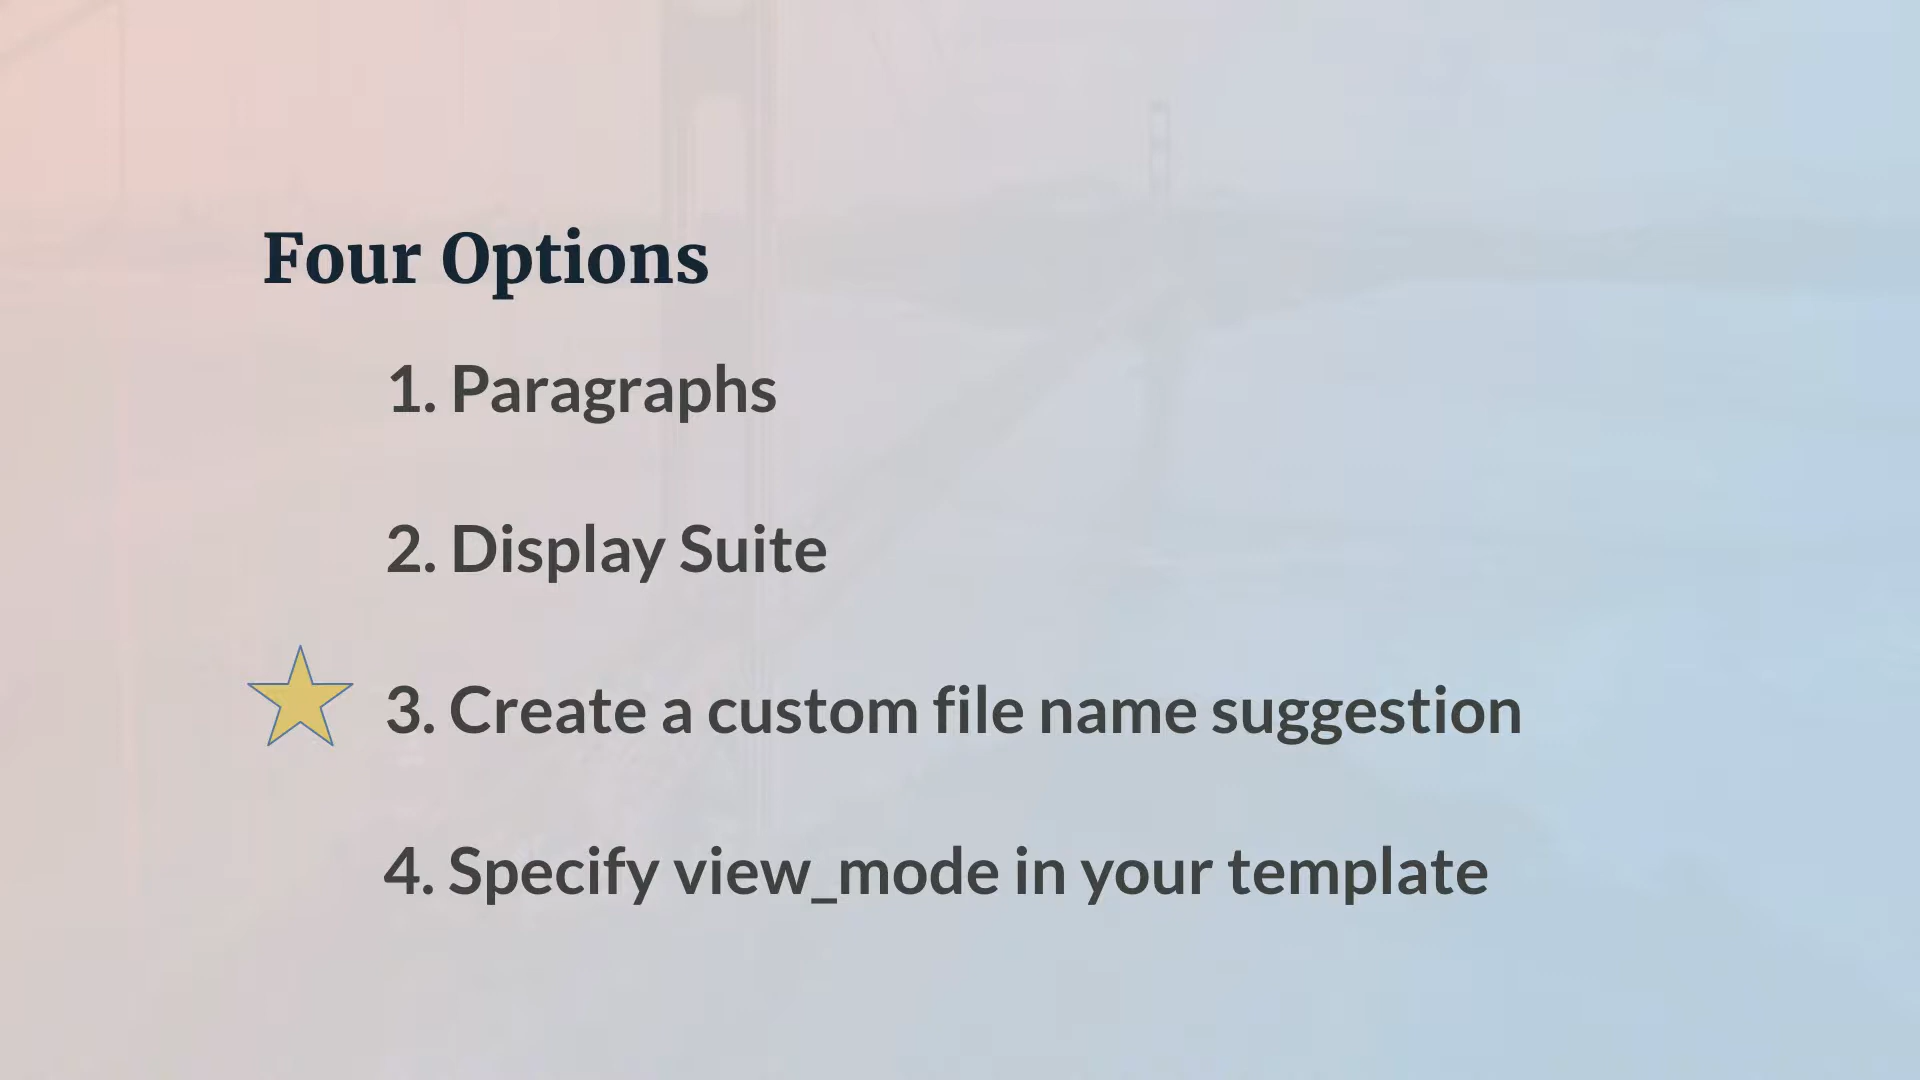 Four Options
1. Paragraphs
2. Display Suite
3. Create a custom file name suggestion
4. Specify view_mode in your template